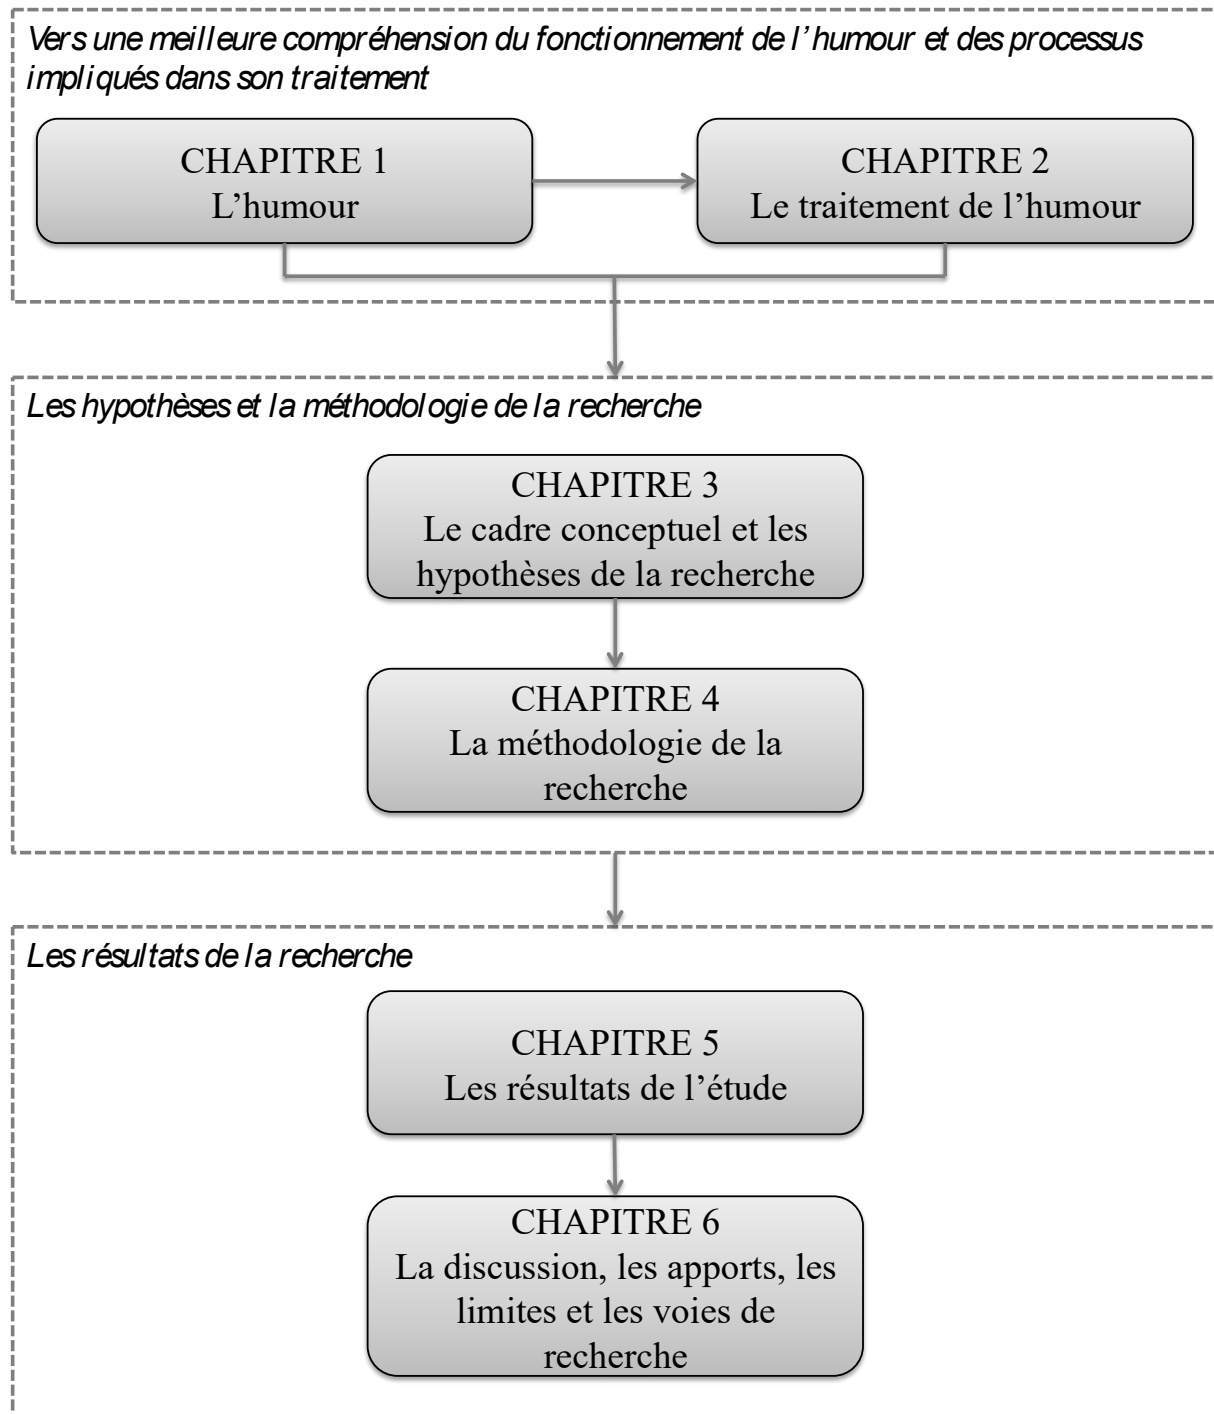 Vers une meilleure compréhension du fonctionnement de l’humour et des processus
impliqués dans son traitement
CHAPITRE 1
L’humour
CHAPITRE 2
Le traitement de l’humour
Les hypothèses et la méthodologie de la recherche
CHAPITRE 3
Le cadre conceptuel et les
hypothèses de la recherche
CHAPITRE 4
La méthodologie de la
recherche
Les résultats de la recherche
CHAPITRE 5
Les résultats de l’étude
CHAPITRE 6
La discussion, les apports, les
limites et les voies de
recherche